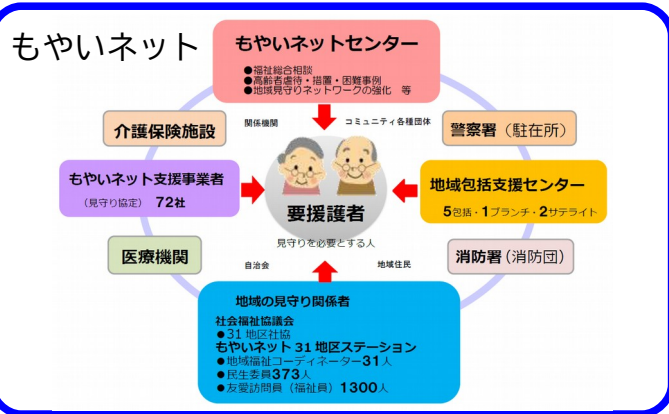 もやいネット
もやいネットセンター
●福祉総合相談
●高齢者虐待・措置・困難事例
●地域見守りネットワークの強化　等
関係機関
コミュニティ各種団体
介護保険施設
警察署（駐在所）
もやいネット支援事業者
（見守り協定）　72社
要援護者
見守りを必要とする人
地域包括支援センター
5包括・1ブランチ・2サテライト
医療機関
消防署（消防団）
自治会
地域住民
地域の見守り関係者
社会福祉協議会
●31 地区社協
もやいネット 31 地区ステーション
●地域福祉コーディネーター31人
●民生委員373人
●友愛訪問員（福祉員）1300人